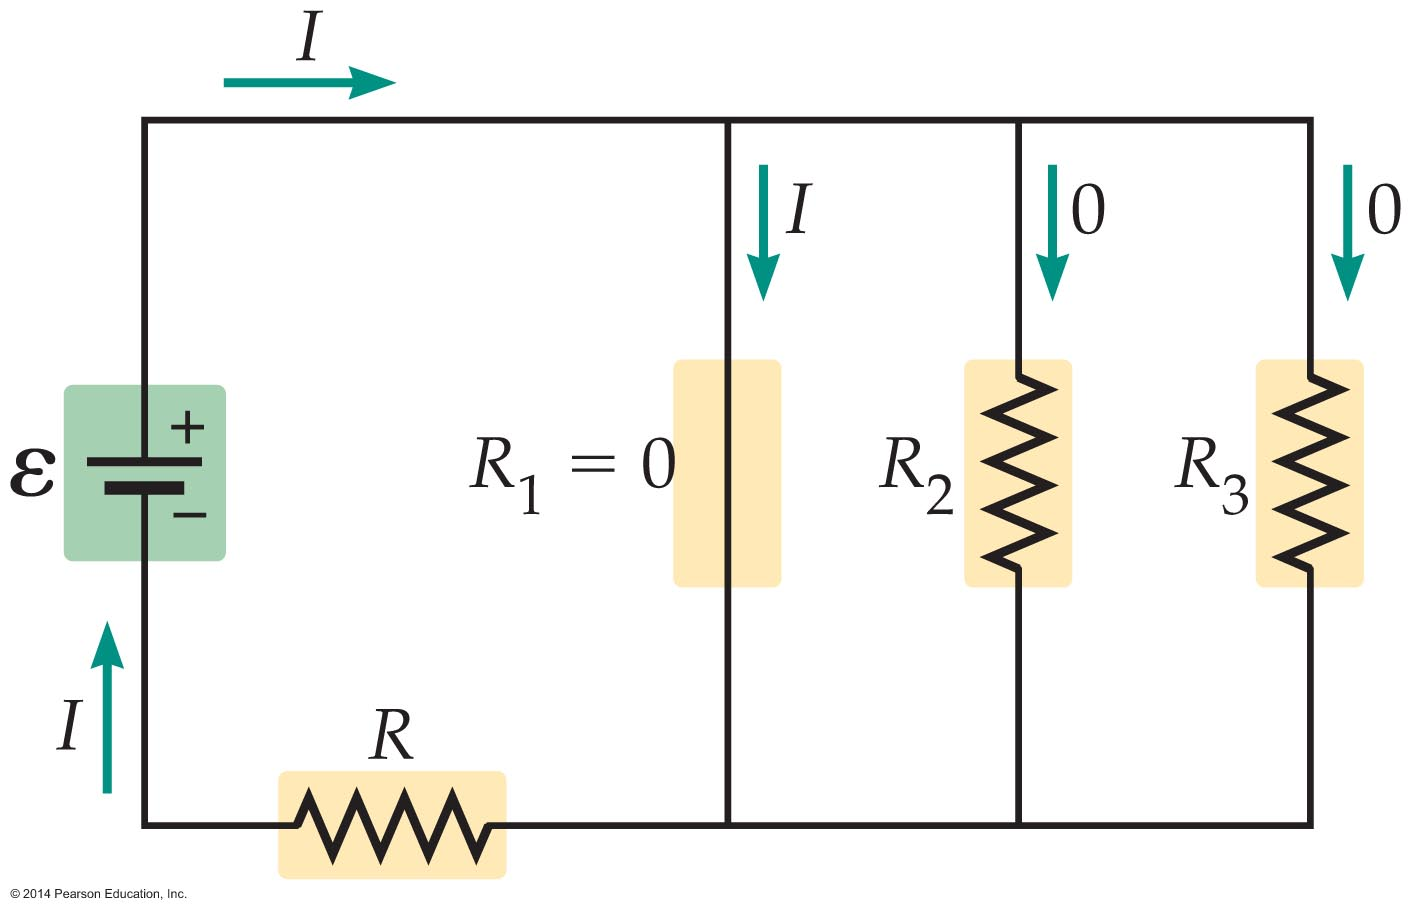 I
I
0
0
+
ε
R₁ = 0
R₂
R₃
−
I
R
© 2014 Pearson Education, Inc.